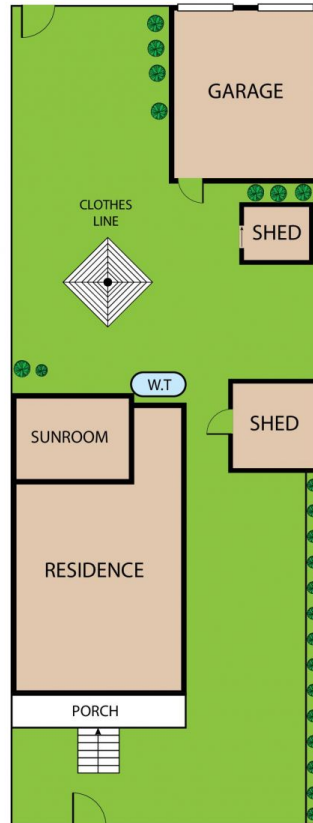 GARAGE
CLOTHES
LINE
SHED
W.T
SHED
SUNROOM
RESIDENCE
PORCH